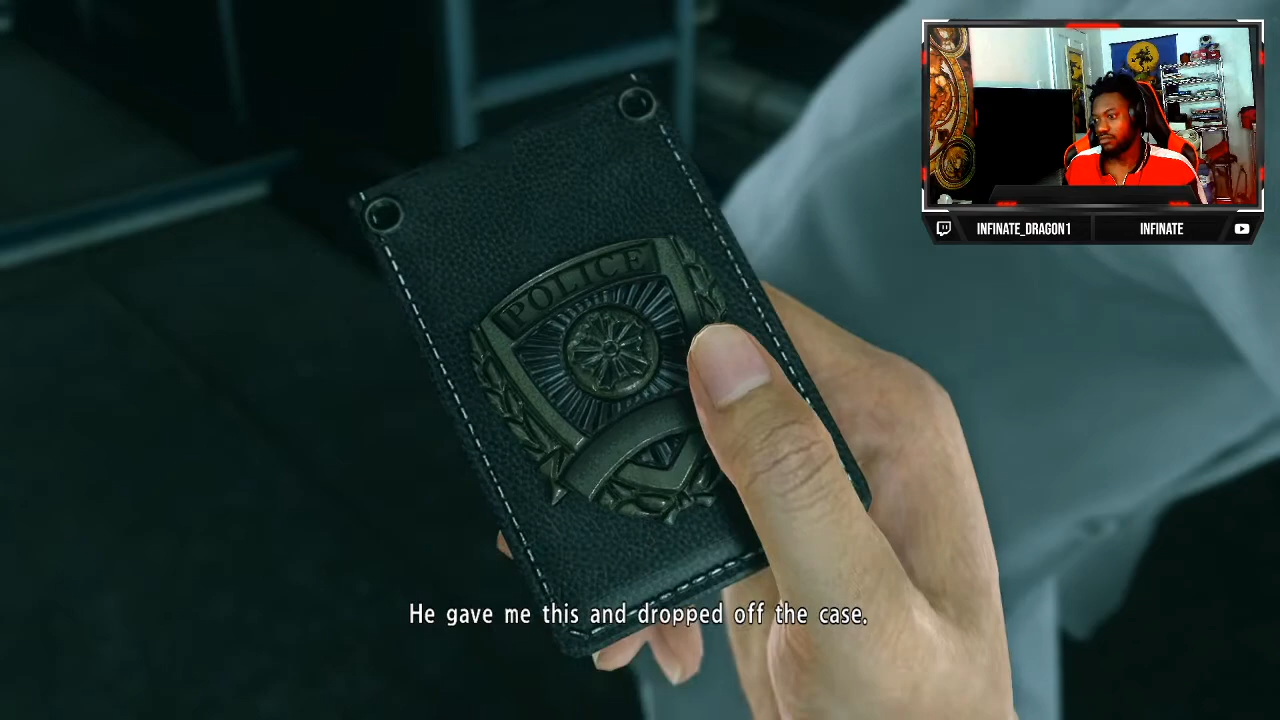 INFINATE_DRAGON1
INFINATE
POLICE
He gave me this and dropped off the case.